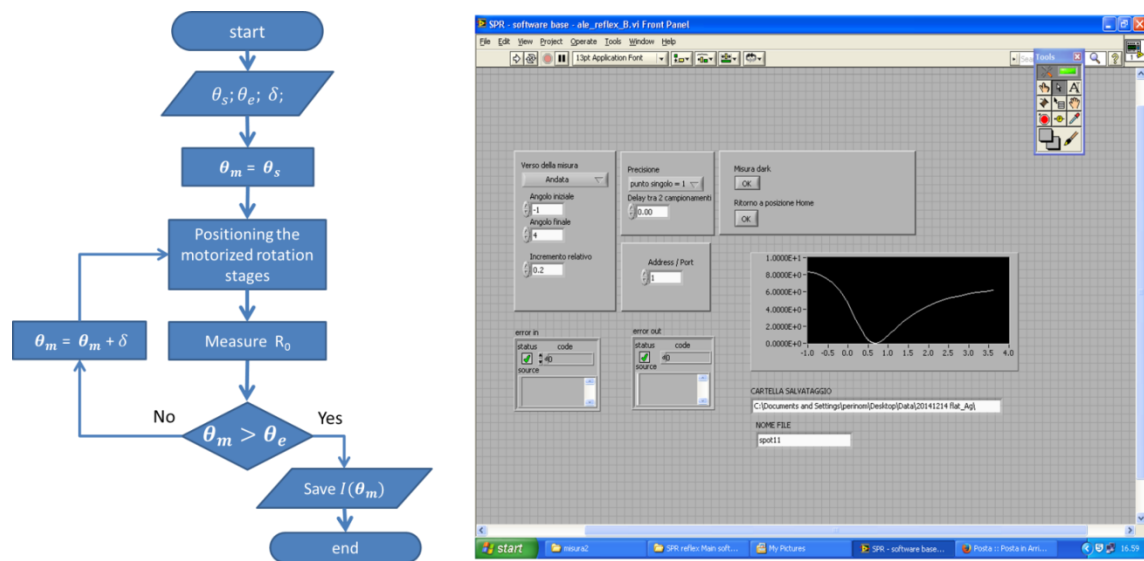 start
θs; θe; δ;
θm = θs
Positioning the
motorized rotation
stages
θm = θm + δ
Measure R0
No
Yes
θm > θe
Save I(θm)
end
SPR - software base - ale_reflex_B.vi Front Panel
File Edit View Project Operate Tools Window Help
13pt Application Font
Sea
Tools
1
Verso della misura
Andata
Angolo iniziale
-1
Angolo finale
4
Incremento relativo
0.2
Precisione
punto singolo = 1
Delay tra 2 campionamenti
0.00
Address / Port
1
Misura dark
OK
Ritorno a posizione Home
OK
1.0000E+1
8.0000E+0
6.0000E+0
4.0000E+0
2.0000E+0
0.0000E+0
-1.0 -0.5 0.0 0.5 1.0 1.5 2.0 2.5 3.0 3.5 4.0
error in
status code
0
source
error out
status code
0
source
CARTELLA SALVATAGGIO
C:\Documents and Settings\perinom\Desktop\Data\20141214 flat_Ag\
NOME FILE
spot11
start
misura2
SPR reflex Main soft...
My Pictures
SPR - software base...
Posta :: Posta in Arri...
16.59